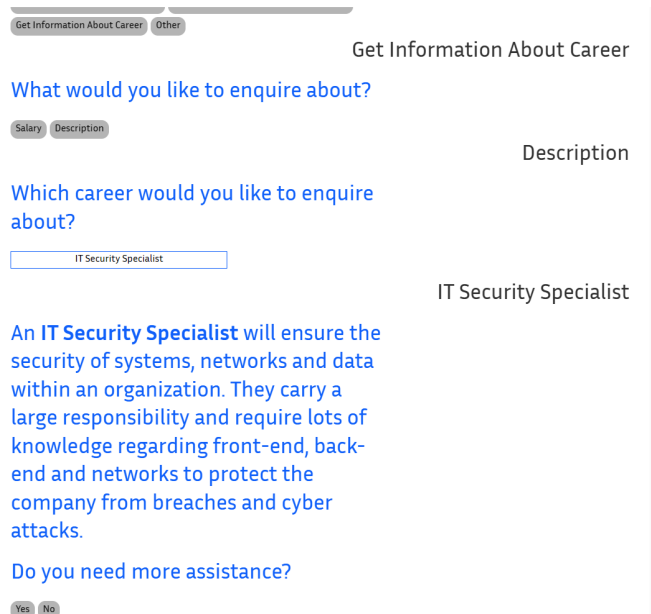 Get Information About Career Other
Get Information About Career
What would you like to enquire about?
Salary Description
Description
Which career would you like to enquire
about?
IT Security Specialist
IT Security Specialist
An IT Security Specialist will ensure the
security of systems, networks and data
within an organization. They carry a
large responsibility and require lots of
knowledge regarding front-end, back-
end and networks to protect the
company from breaches and cyber
attacks.
Do you need more assistance?
Yes No